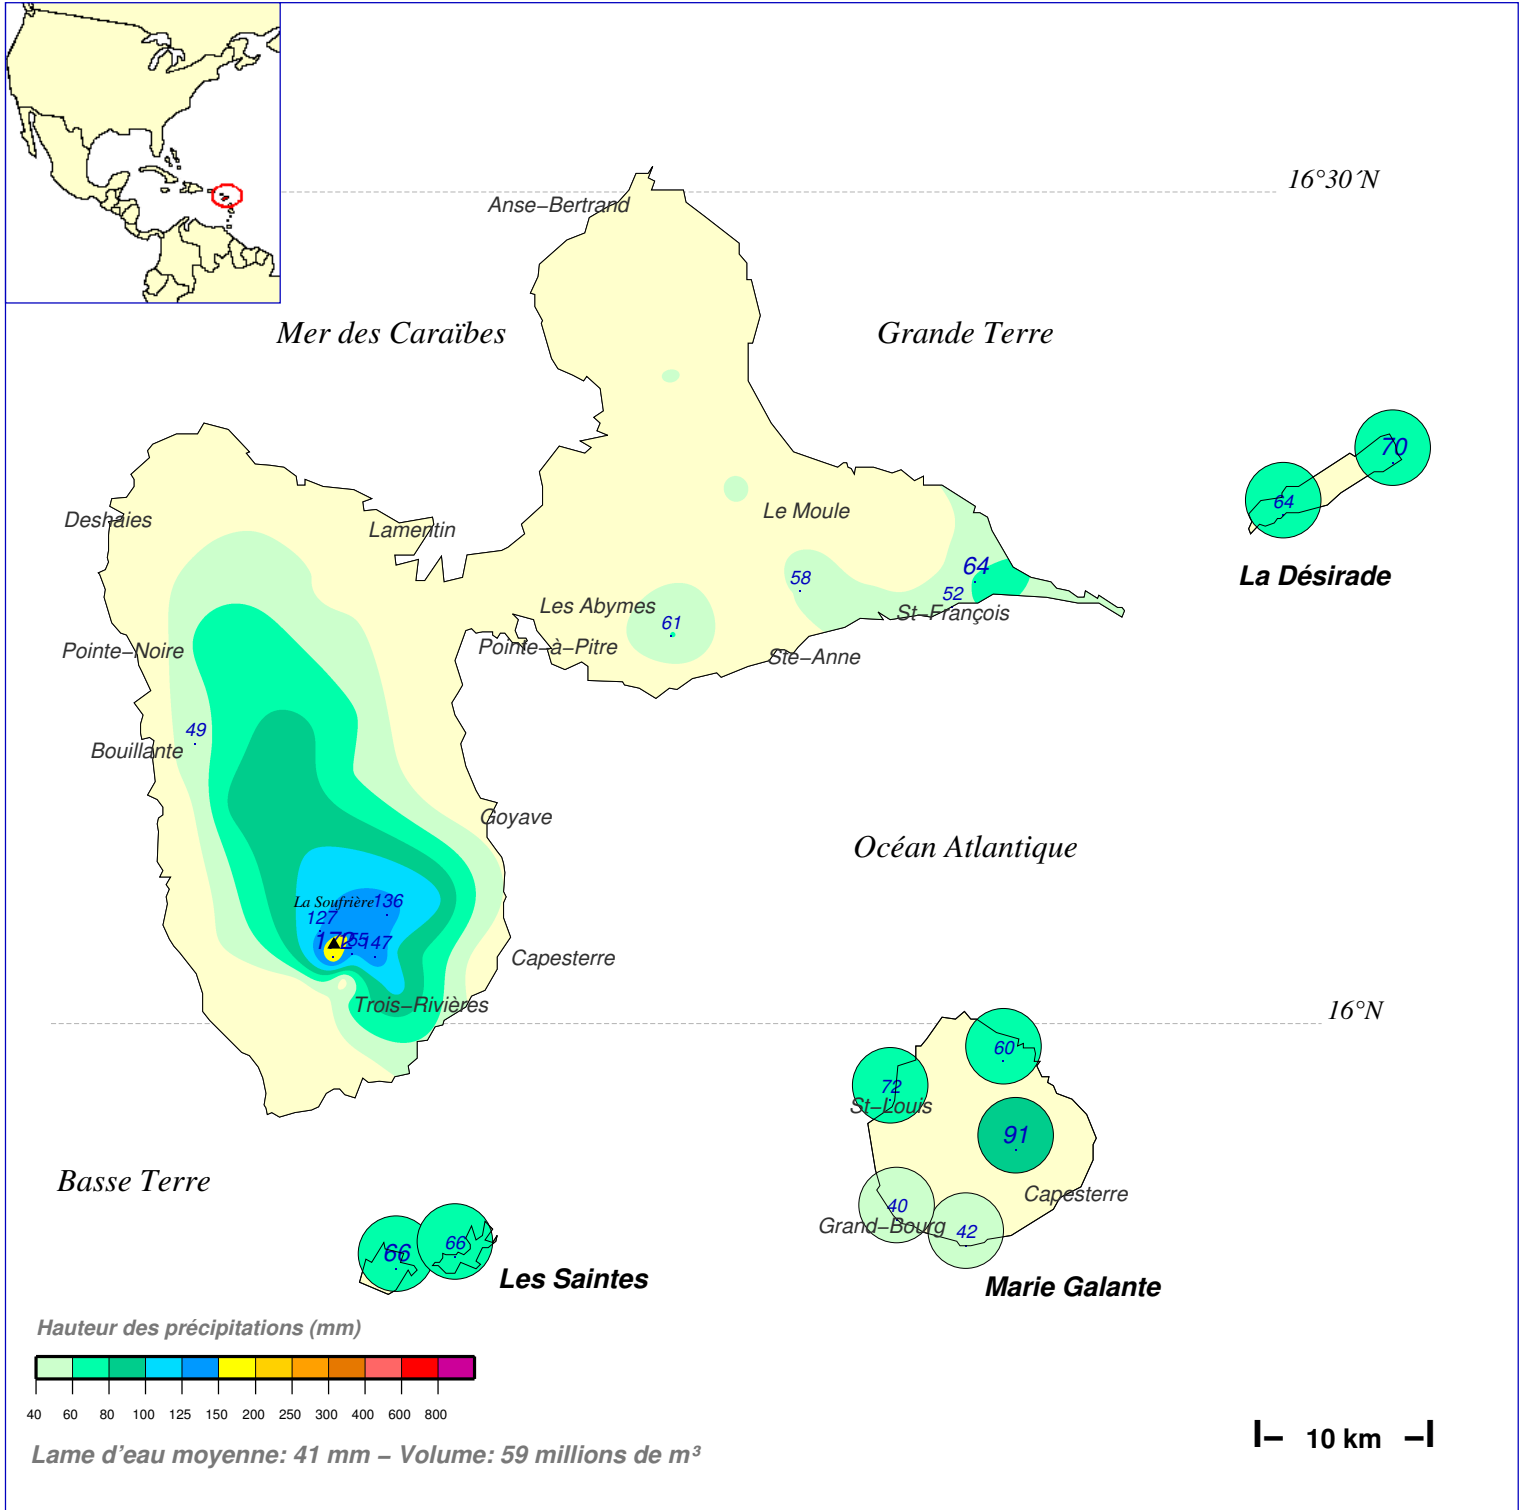 16°30´N
Anse−Bertrand
Mer des Caraïbes
Grande Terre
70
64
La Désirade
Deshaies
Lamentin
Le Moule
58
64
52
St−François
Les Abymes
61
Pointe−à−Pitre
Ste−Anne
Pointe−Noire
49
Bouillante
Goyave
Océan Atlantique
La Soufrière
136
127
172
147
Capesterre
Trois−Rivières
16°N
60
72
St−Louis
91
Capesterre
40
Grand−Bourg
42
Marie Galante
Basse Terre
66
66
Les Saintes
Hauteur des précipitations (mm)
40 60 80 100 125 150 200 250 300 400 600 800
10 km
Lame d'eau moyenne: 41 mm − Volume: 59 millions de m³